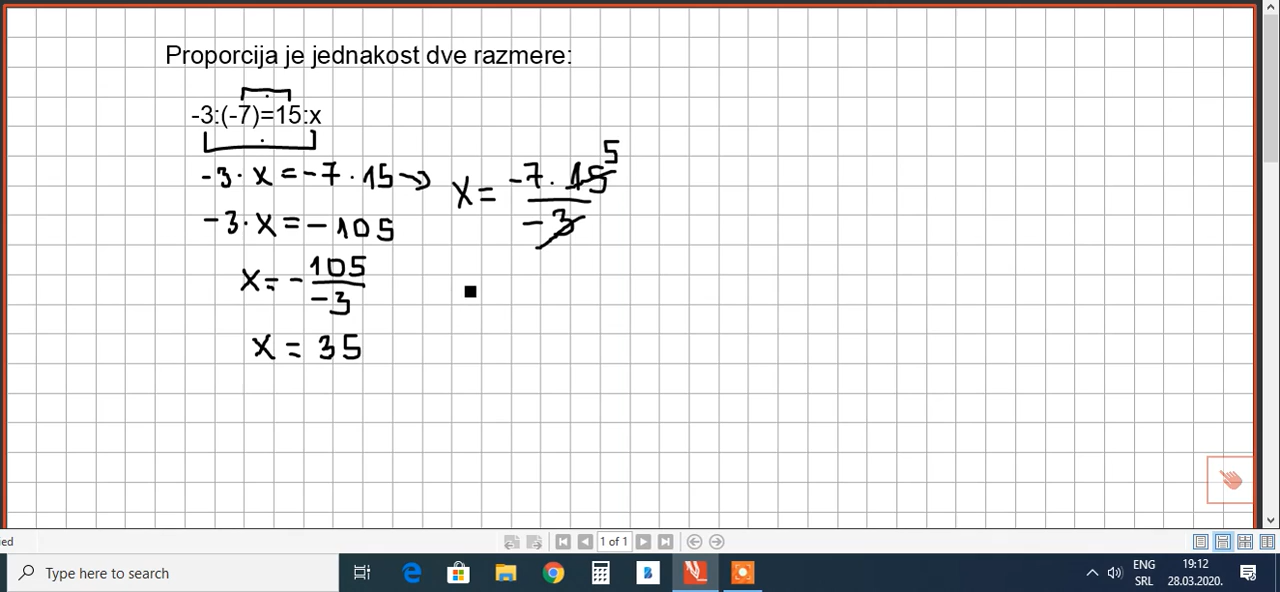 Proporcija je jednakost dve razmere:
-3:(-7)=15:x
-3·x=-7·15→
-3·x=-105
x=-105/-3
x=35
x=-7·15/-3
5
ied
1 of 1
Type here to search
ENG
SRL
19:12
28.03.2020.